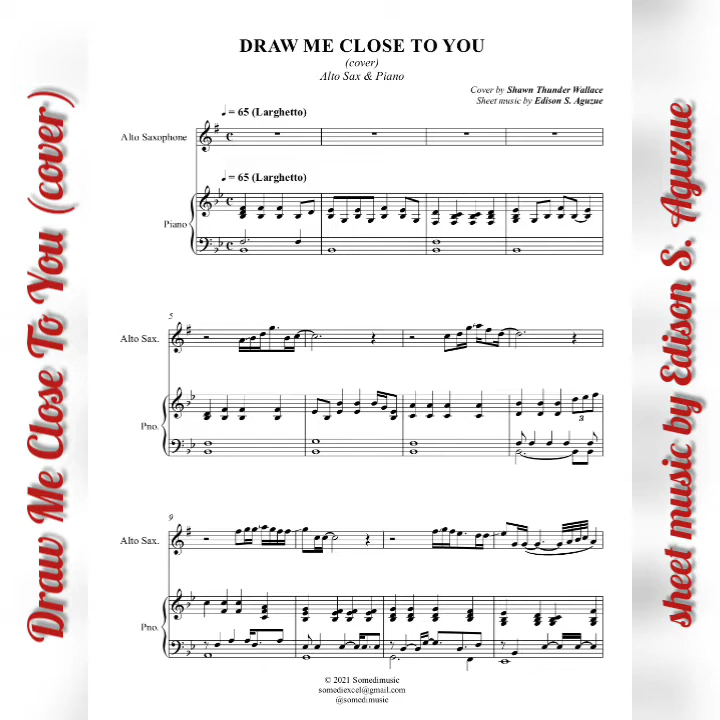 Draw Me Close To You (cover)
DRAW ME CLOSE TO YOU
(cover)
Alto Sax & Piano
Cover by Shawn Thunder Wallace
Sheet music by Edison S. Aguzue
♩ = 65 (Larghetto)
Alto Saxophone
♩ = 65 (Larghetto)
Piano
5
Alto Sax.
Pno.
3
9
Alto Sax.
Pno.
© 2021 Somedimusic
somediexcel@gmail.com
@somedimusic
sheet music by Edison S. Aguzue